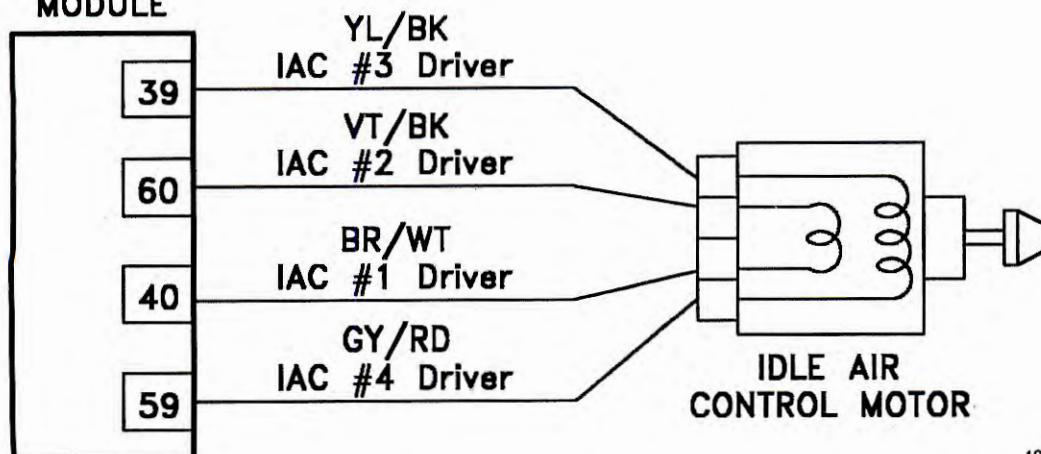 MODULE
39
YL/BK
IAC #3 Driver
60
VT/BK
IAC #2 Driver
40
BR/WT
IAC #1 Driver
59
GY/RD
IAC #4 Driver
IDLE AIR
CONTROL MOTOR